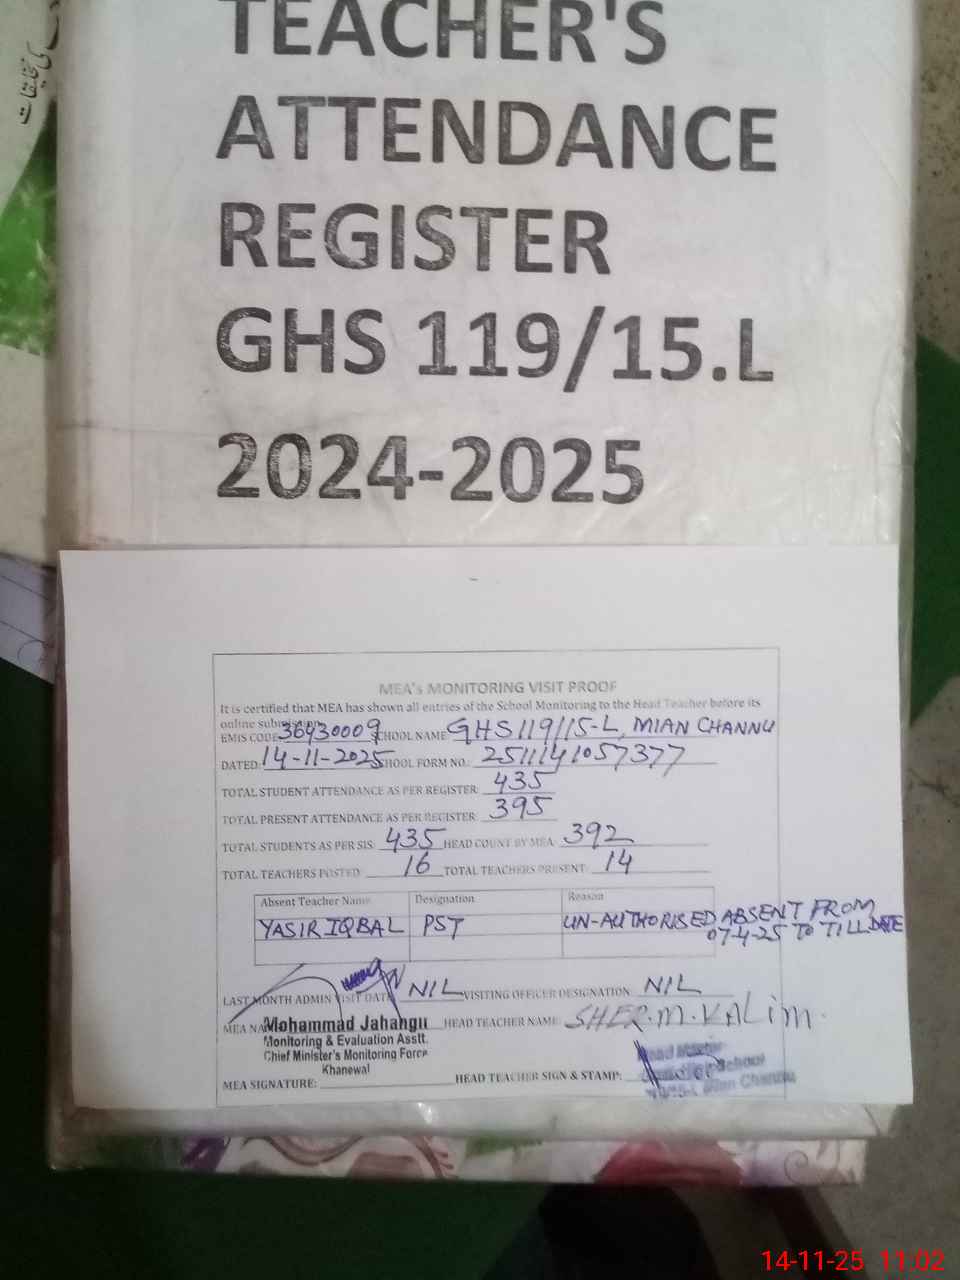 TEACHER'S
ATTENDANCE
REGISTER
GHS 119/15.L
2024-2025
MEA's MONITORING VISIT PROOF
It is certified that MEA has shown all entries of the School Monitoring to the Head Teacher before its
online submission.
EMIS CODE 36930009 SCHOOL NAME: GHS 119/15-L, MIAN CHANNU
DATED: 14-11-2025 SCHOOL FORM NO.: 2511141057377
TOTAL STUDENT ATTENDANCE AS PER REGISTER: 435
TOTAL PRESENT ATTENDANCE AS PER REGISTER: 395
TOTAL STUDENTS AS PER SIS: 435 HEAD COUNT BY MEA: 392
TOTAL TEACHERS POSTED: 16 TOTAL TEACHERS PRESENT: 14
Absent Teacher Name Designation Reason
YASIR IQBAL PST UN-AUTHORISED ABSENT FROM
07-4-25 TO TILL DATE
LAST MONTH ADMIN VISIT DATE NIL VISITING OFFICER DESIGNATION: NIL
MEA NAME Mohammad Jahangir HEAD TEACHER NAME: SHER.M.KALIM.
Monitoring & Evaluation Asstt.
Chief Minister's Monitoring Force
Khanewal
MEA SIGNATURE: HEAD TEACHER SIGN & STAMP:
Head Master
School
Mian Channu
14-11-25 11:02